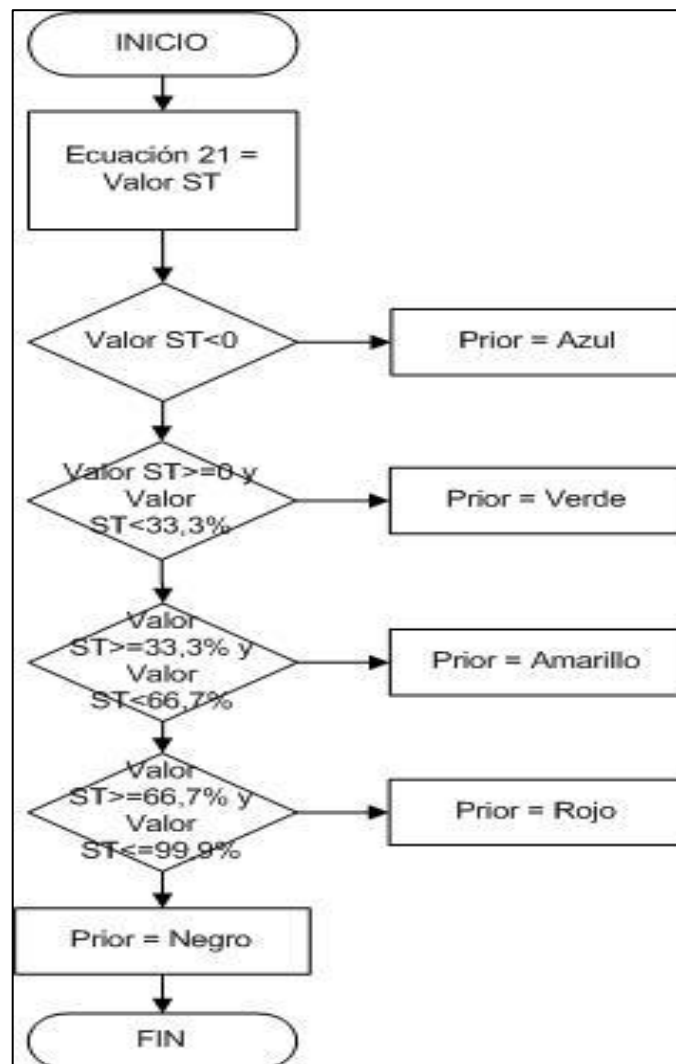 INICIO
Ecuación 21 =
Valor ST
Valor ST<0
Prior = Azul
Valor ST>=0 y
Valor
ST<33,3%
Prior = Verde
Valor
ST>=33,3% y
Valor
ST<66,7%
Prior = Amarillo
Valor
ST>=66,7% y
Valor
ST<=99,9%
Prior = Rojo
Prior = Negro
FIN